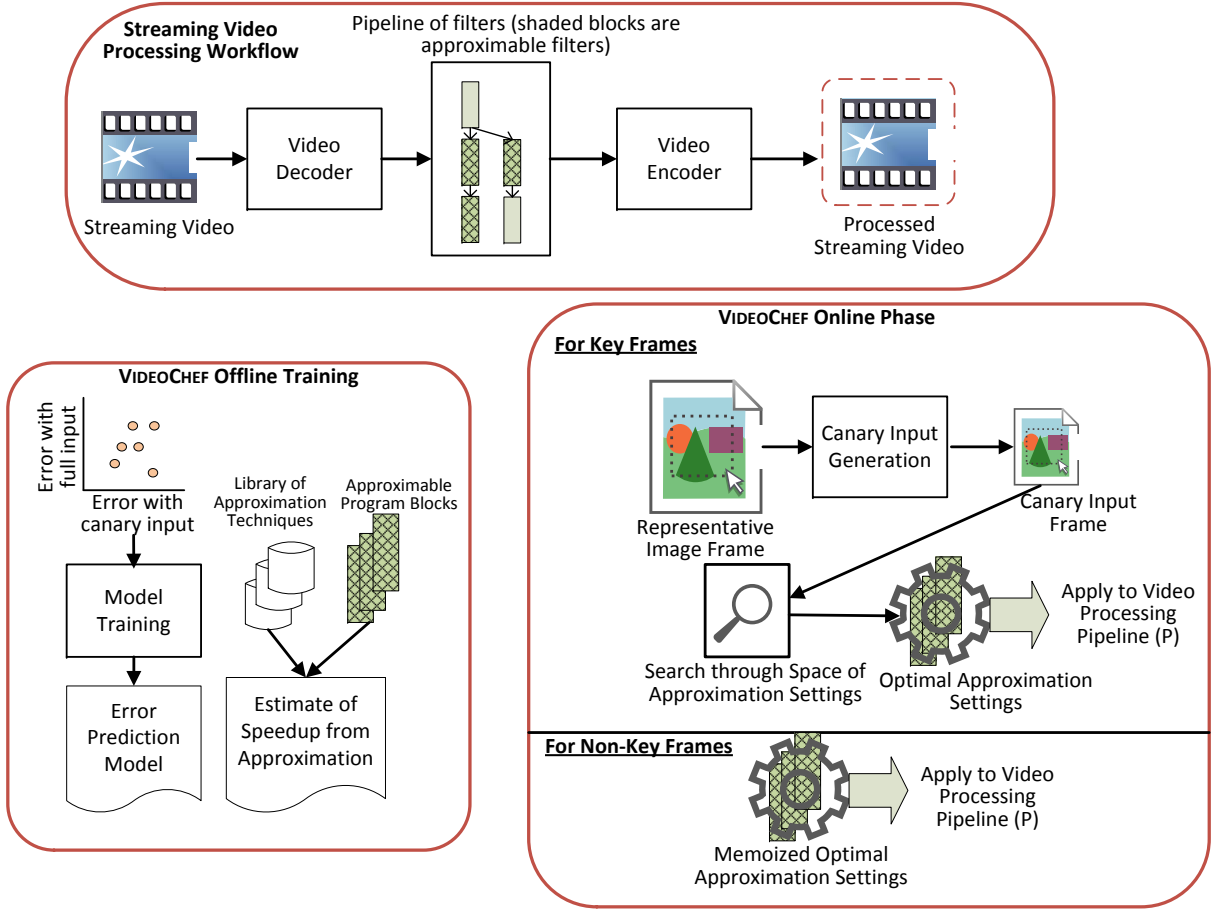 Streaming Video
Processing Workflow
Pipeline of filters (shaded blocks are
approximable filters)
Video
Decoder
Video
Encoder
Streaming Video
Processed
Streaming Video
VIDEOCHEF Offline Training
Error with
full input
Error with
canary input
Library of
Approximation
Techniques
Approximable
Program Blocks
Model
Training
Error
Prediction
Model
Estimate of
Speedup from
Approximation
VIDEOCHEF Online Phase
For Key Frames
Representative
Image Frame
Canary Input
Generation
Canary Input
Frame
Search through Space of
Approximation Settings
Optimal Approximation
Settings
Apply to Video
Processing
Pipeline (P)
For Non-Key Frames
Memoized Optimal
Approximation Settings
Apply to Video
Processing
Pipeline (P)